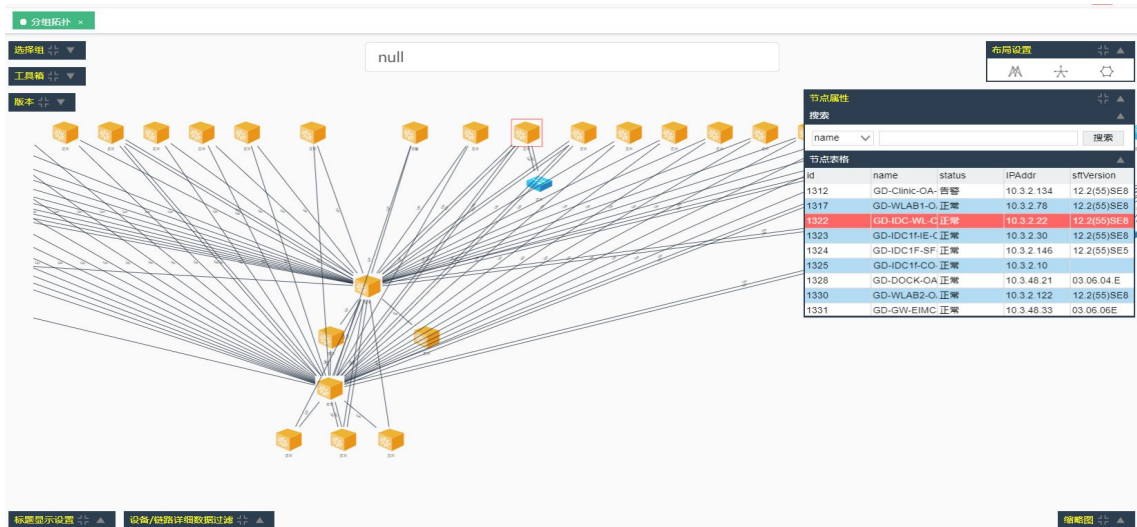 分组拓扑 ×
选择组
工具箱
版本
null
布局设置
节点属性
搜索
name 搜索
节点表格
id name status IPAddr sftVersion
1312 GD-Clinic-OA- 告警 10.3.2.134 12.2(55)SE8
1317 GD-WLAB1-O 正常 10.3.2.78 12.2(55)SE8
1322 GD-IDC-WL-C 正常 10.3.2.22 12.2(55)SE8
1323 GD-IDC1f-IE-C 正常 10.3.2.30 12.2(55)SE8
1324 GD-IDC1F-SF 正常 10.3.2.146 12.2(55)SE5
1325 GD-IDC1f-CO 正常 10.3.2.10
1328 GD-DOCK-OA 正常 10.3.48.21 03.06.04.E
1330 GD-WLAB2-O 正常 10.3.2.122 12.2(55)SE8
1331 GD-GW-EIMC 正常 10.3.48.33 03.06.06E
标题显示设置
设备/链路详细数据过滤
缩略图